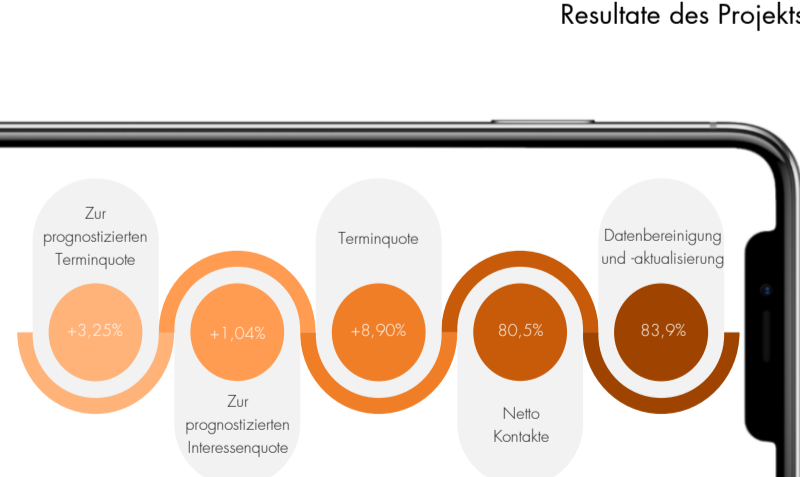 Resultate des Projekts
Zur
prognostizierten
Terminquote
+3,25%
+1,04%
Zur
prognostizierten
Interessenquote
Terminquote
+8,90%
80,5%
Netto
Kontakte
Datenbereinigung
und -aktualisierung
83,9%